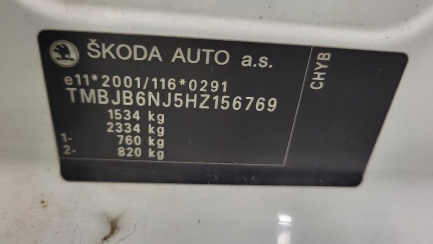 ŠKODA AUTO a.s.
e11*2001/116*0291
TMBJB6NJ5HZ156769
1534 kg
2334 kg
1- 760 kg
2- 820 kg
CHYB